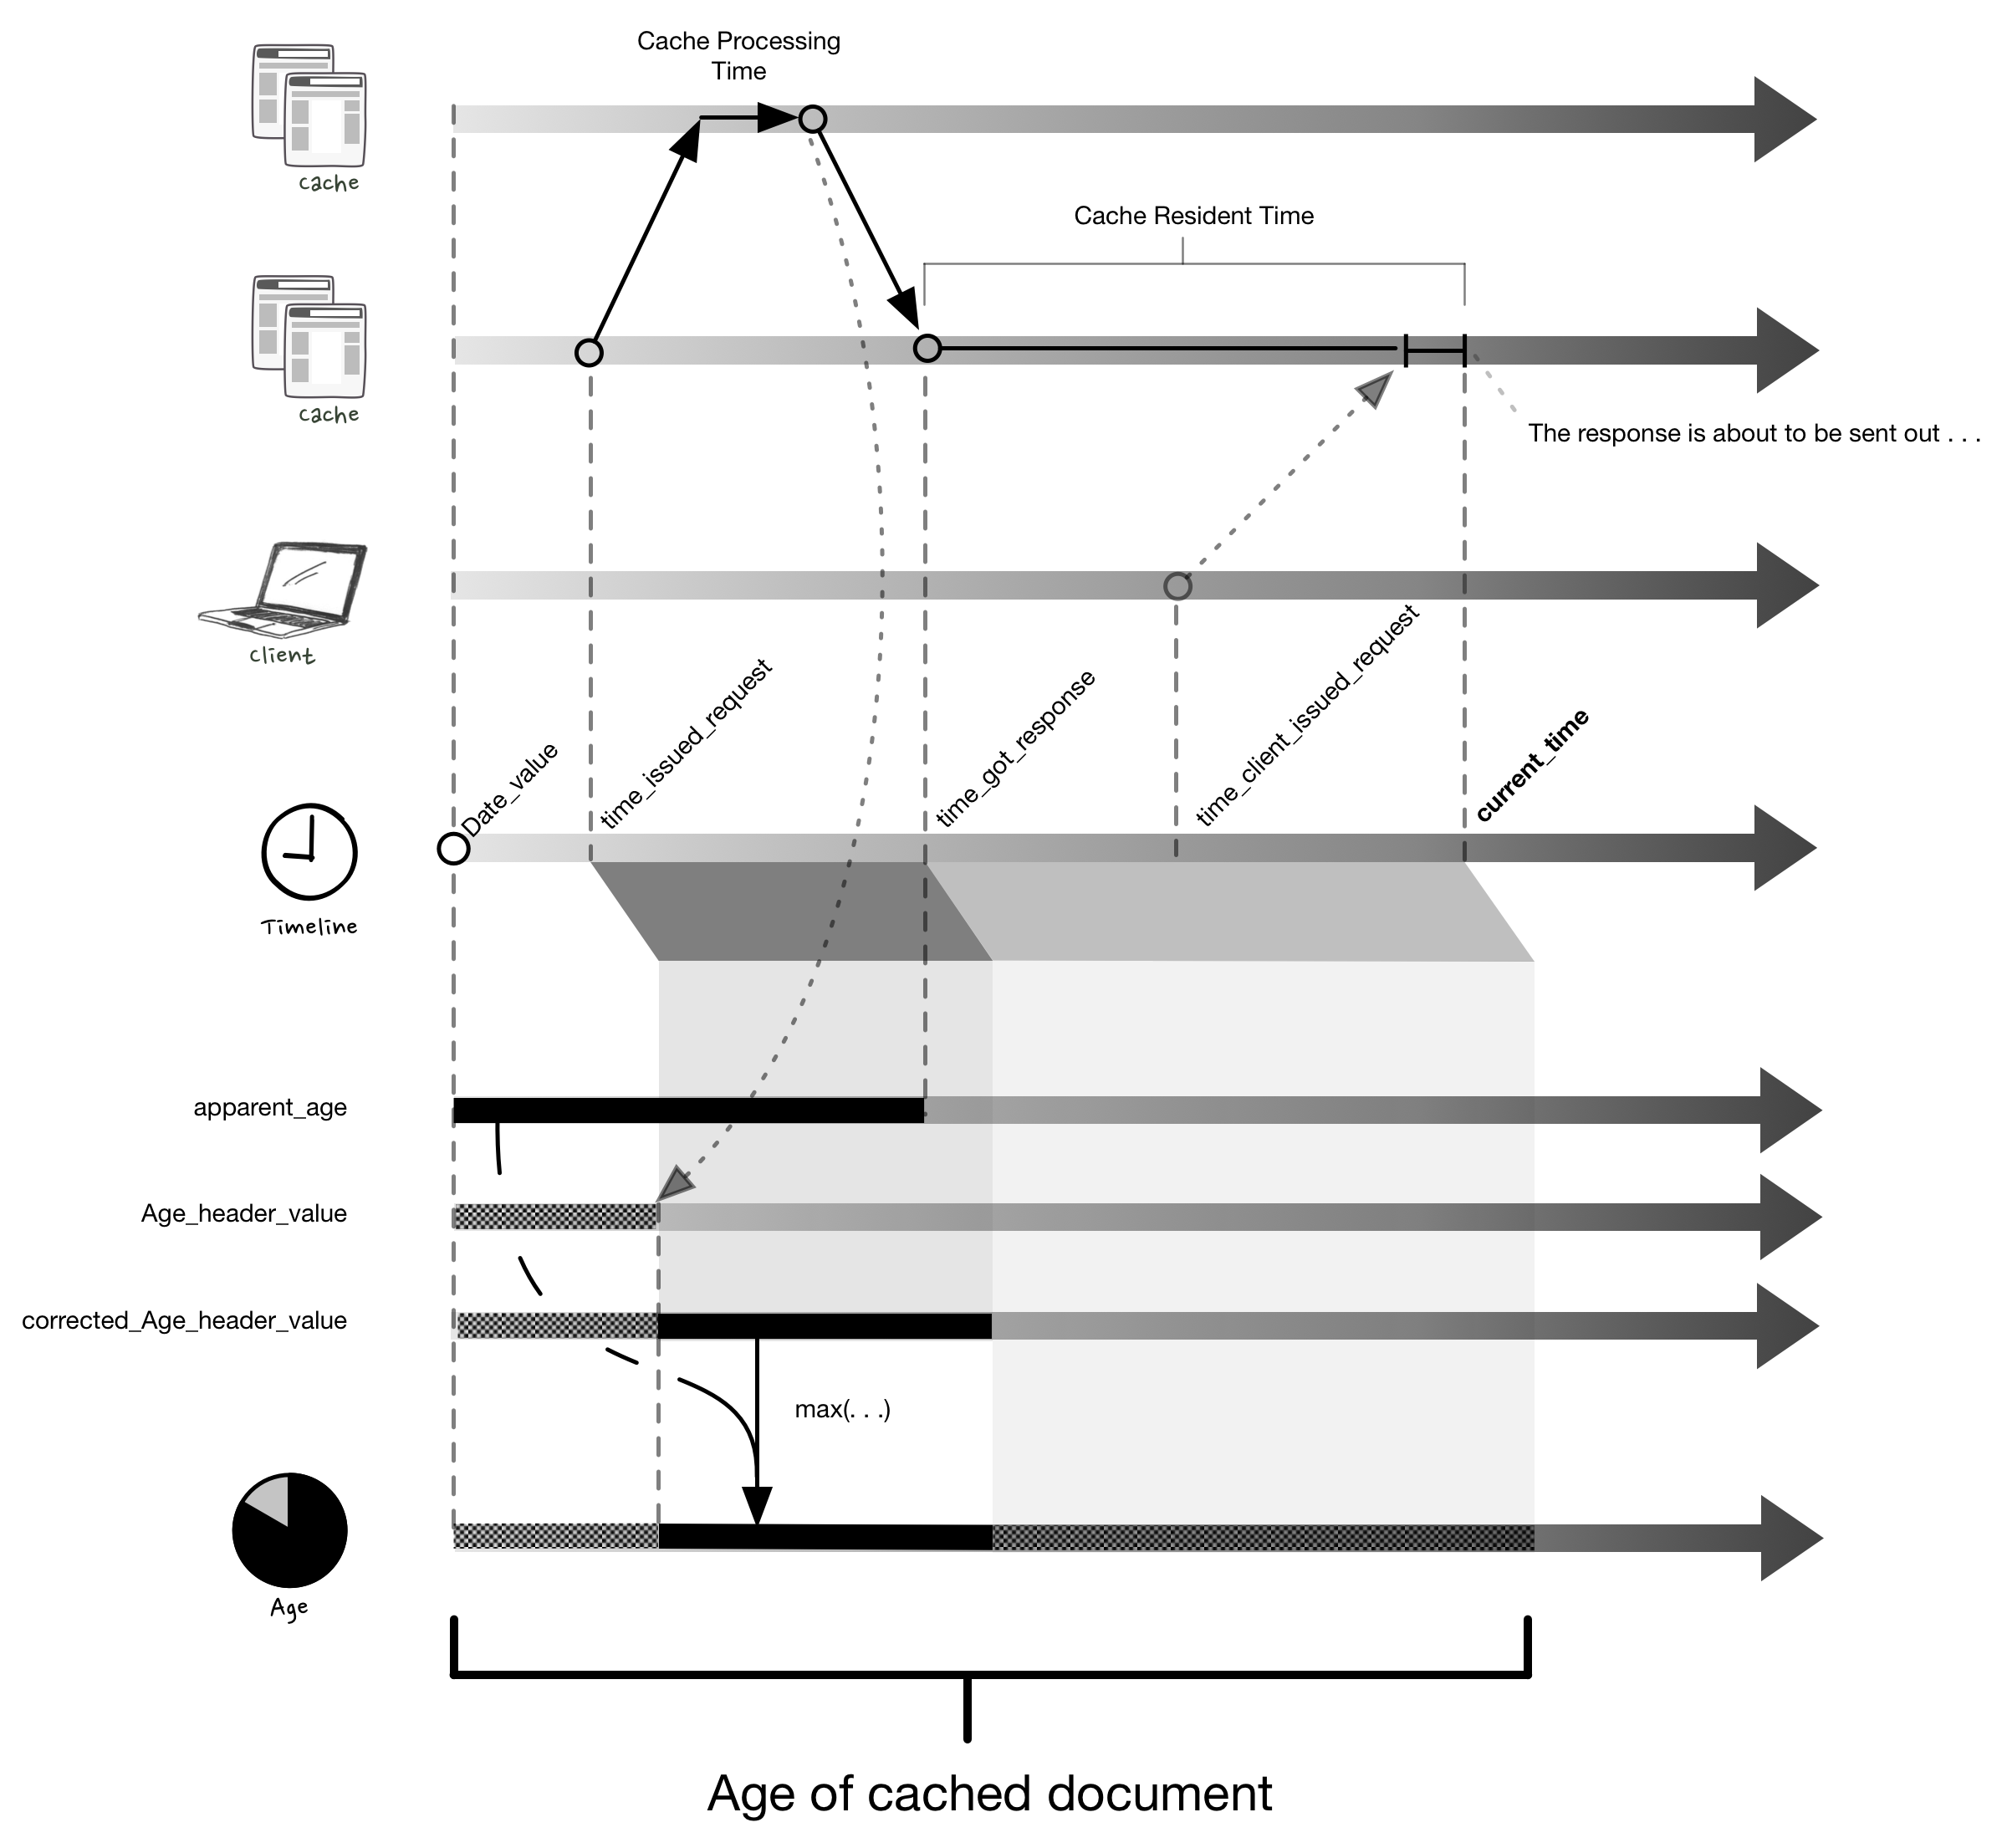 Cache Processing
Time
cache
Cache Resident Time
cache
The response is about to be sent out . . .
client
Date_value
time_issued_request
time_got_response
time_client_issued_request
current_time
Timeline
apparent_age
Age_header_value
corrected_Age_header_value
max(. . .)
Age
Age of cached document